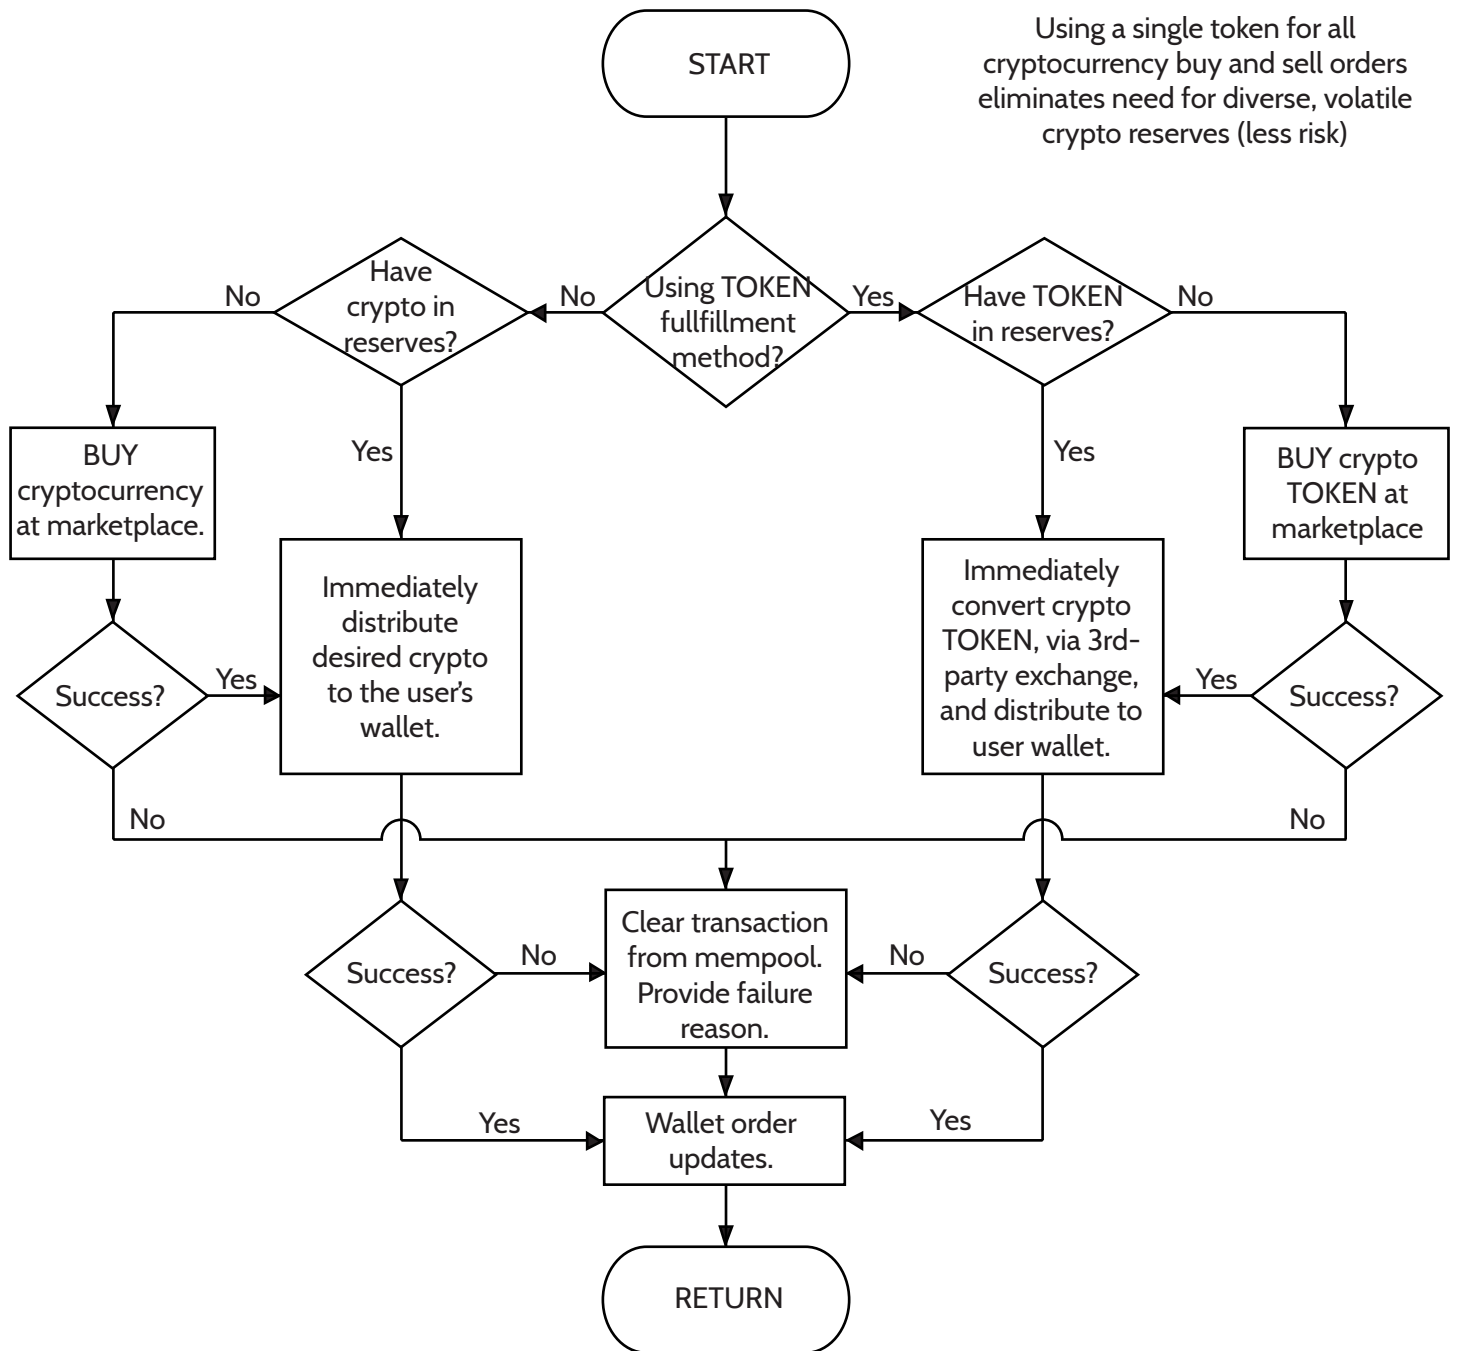 START
Using a single token for all
cryptocurrency buy and sell orders
eliminates need for diverse, volatile
crypto reserves (less risk)
Have
crypto in
reserves?
No
No
Using TOKEN
fullfillment
method?
Yes
Have TOKEN
in reserves?
No
Yes
Yes
BUY
cryptocurrency
at marketplace.
BUY crypto
TOKEN at
marketplace
Immediately
distribute
desired crypto
to the user's
wallet.
Immediately
convert crypto
TOKEN, via 3rd-
party exchange,
and distribute to
user wallet.
Success?
Yes
Yes
Success?
No
No
Success?
No
Clear transaction
from mempool.
Provide failure
reason.
No
Success?
Yes
Wallet order
updates.
Yes
RETURN